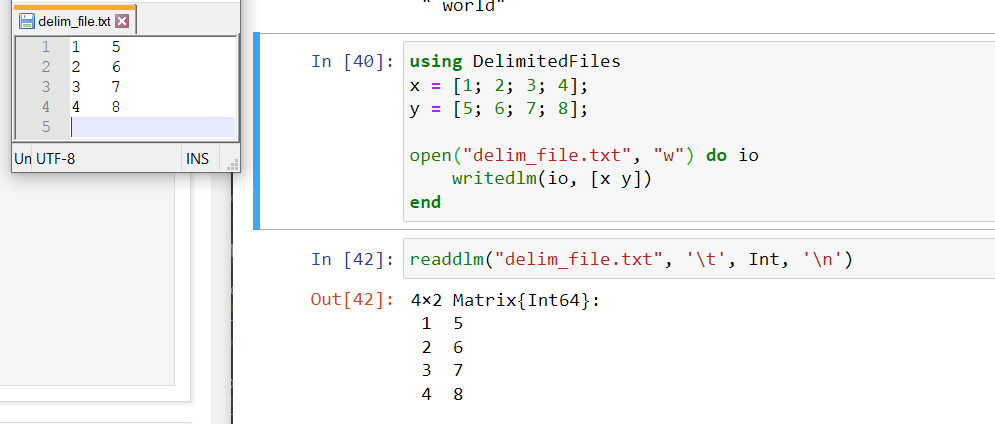 " world"
delim_file.txt
1 1 5
2 2 6
3 3 7
4 4 8
5
Un UTF-8 INS
In [40]: using DelimitedFiles
x = [1; 2; 3; 4];
y = [5; 6; 7; 8];
open("delim_file.txt", "w") do io
    writedlm(io, [x y])
end
In [42]: readdlm("delim_file.txt", '\t', Int, '\n')
Out[42]: 4×2 Matrix{Int64}:
1 5
2 6
3 7
4 8